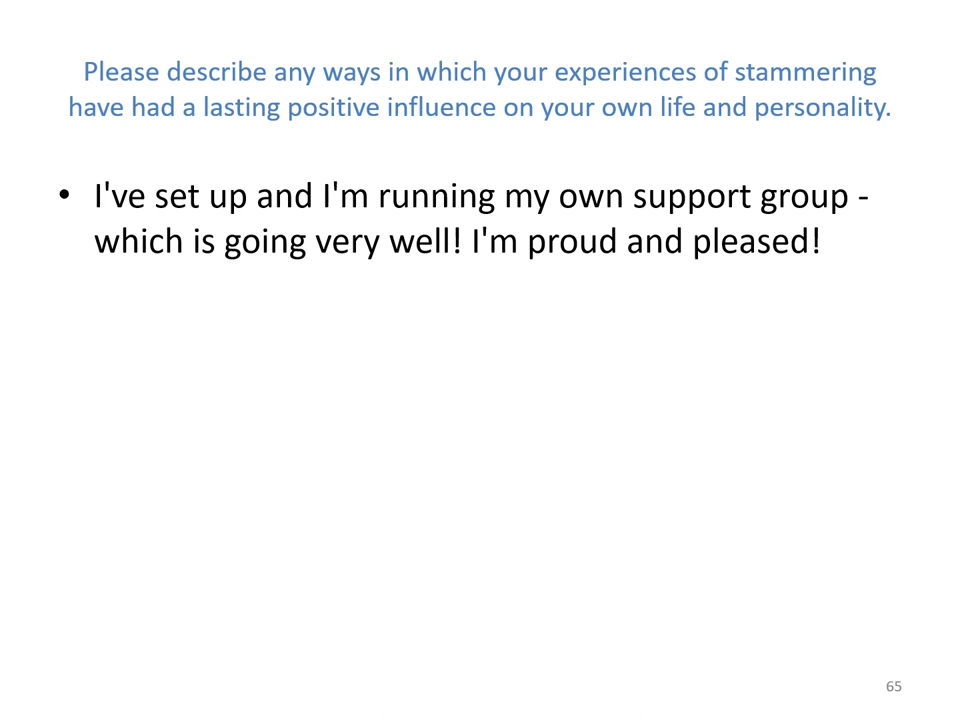 Please describe any ways in which your experiences of stammering
have had a lasting positive influence on your own life and personality.
• I've set up and I'm running my own support group -
which is going very well! I'm proud and pleased!
65